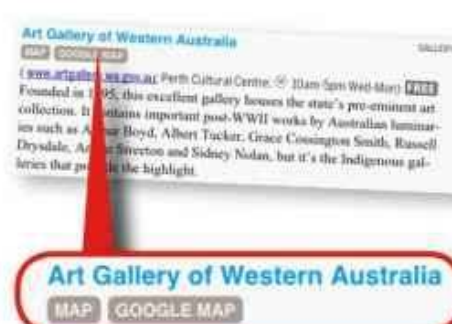 Art Gallery of Western Australia
MAP GOOGLE MAP
Perth Cultural Centre; 10am-5pm Wed-Mon) FREE
Founded in this excellent gallery houses the state's pre-eminent art
collection. It contains important post-WWII works by Australian luminar-
ies such as Boyd, Albert Tucker, Grace Cossington Smith, Russell
Drysdale, Streeton and Sidney Nolan, but it's the Indigenous gal-
leries that the highlight.
Art Gallery of Western Australia
MAP GOOGLE MAP